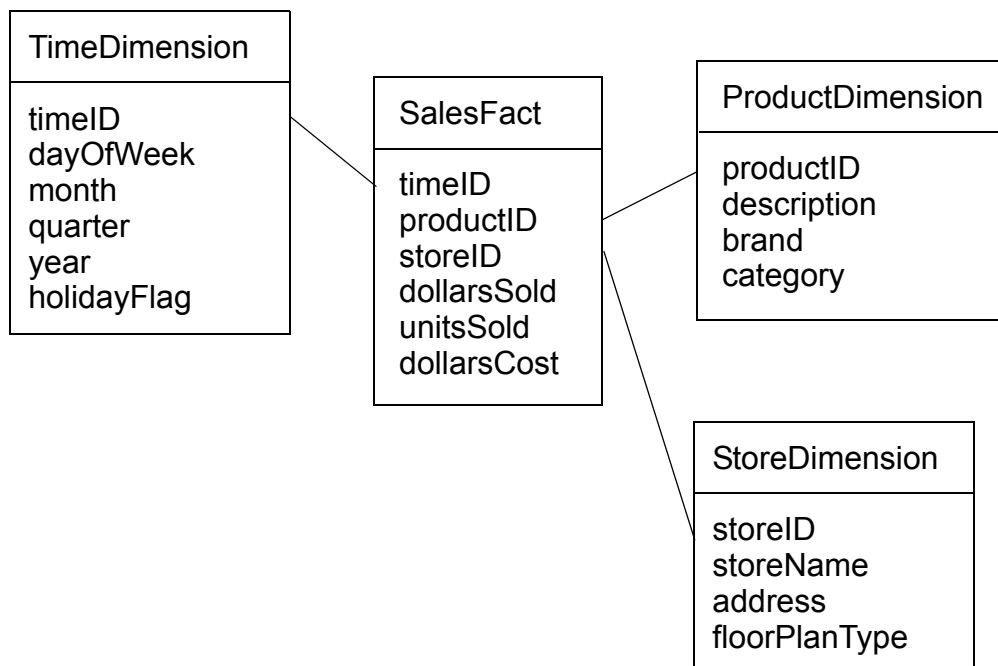 TimeDimension
timeID
dayOfWeek
month
quarter
year
holidayFlag
SalesFact
timeID
productID
storeID
dollarsSold
unitsSold
dollarsCost
ProductDimension
productID
description
brand
category
StoreDimension
storeID
storeName
address
floorPlanType